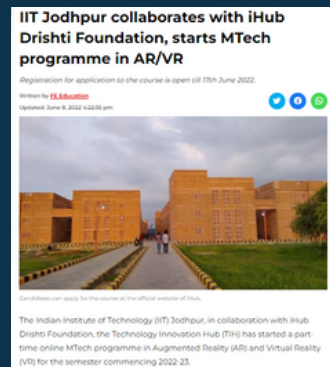 IIT Jodhpur collaborates with iHub
Drishti Foundation, starts MTech
programme in AR/VR
Registration for application to the course is open till 17th June 2022.
Written by FE Education
Updated: June 8, 2022 4:22:55 pm
Candidates can apply for the course at the official website of iHub
The Indian Institute of Technology (IIT) Jodhpur, in collaboration with iHub
Drishti Foundation, the Technology Innovation Hub (TIH) has started a part-
time online MTech programme in Augmented Reality (AR) and Virtual Reality
(VR) for the semester commencing 2022-23.